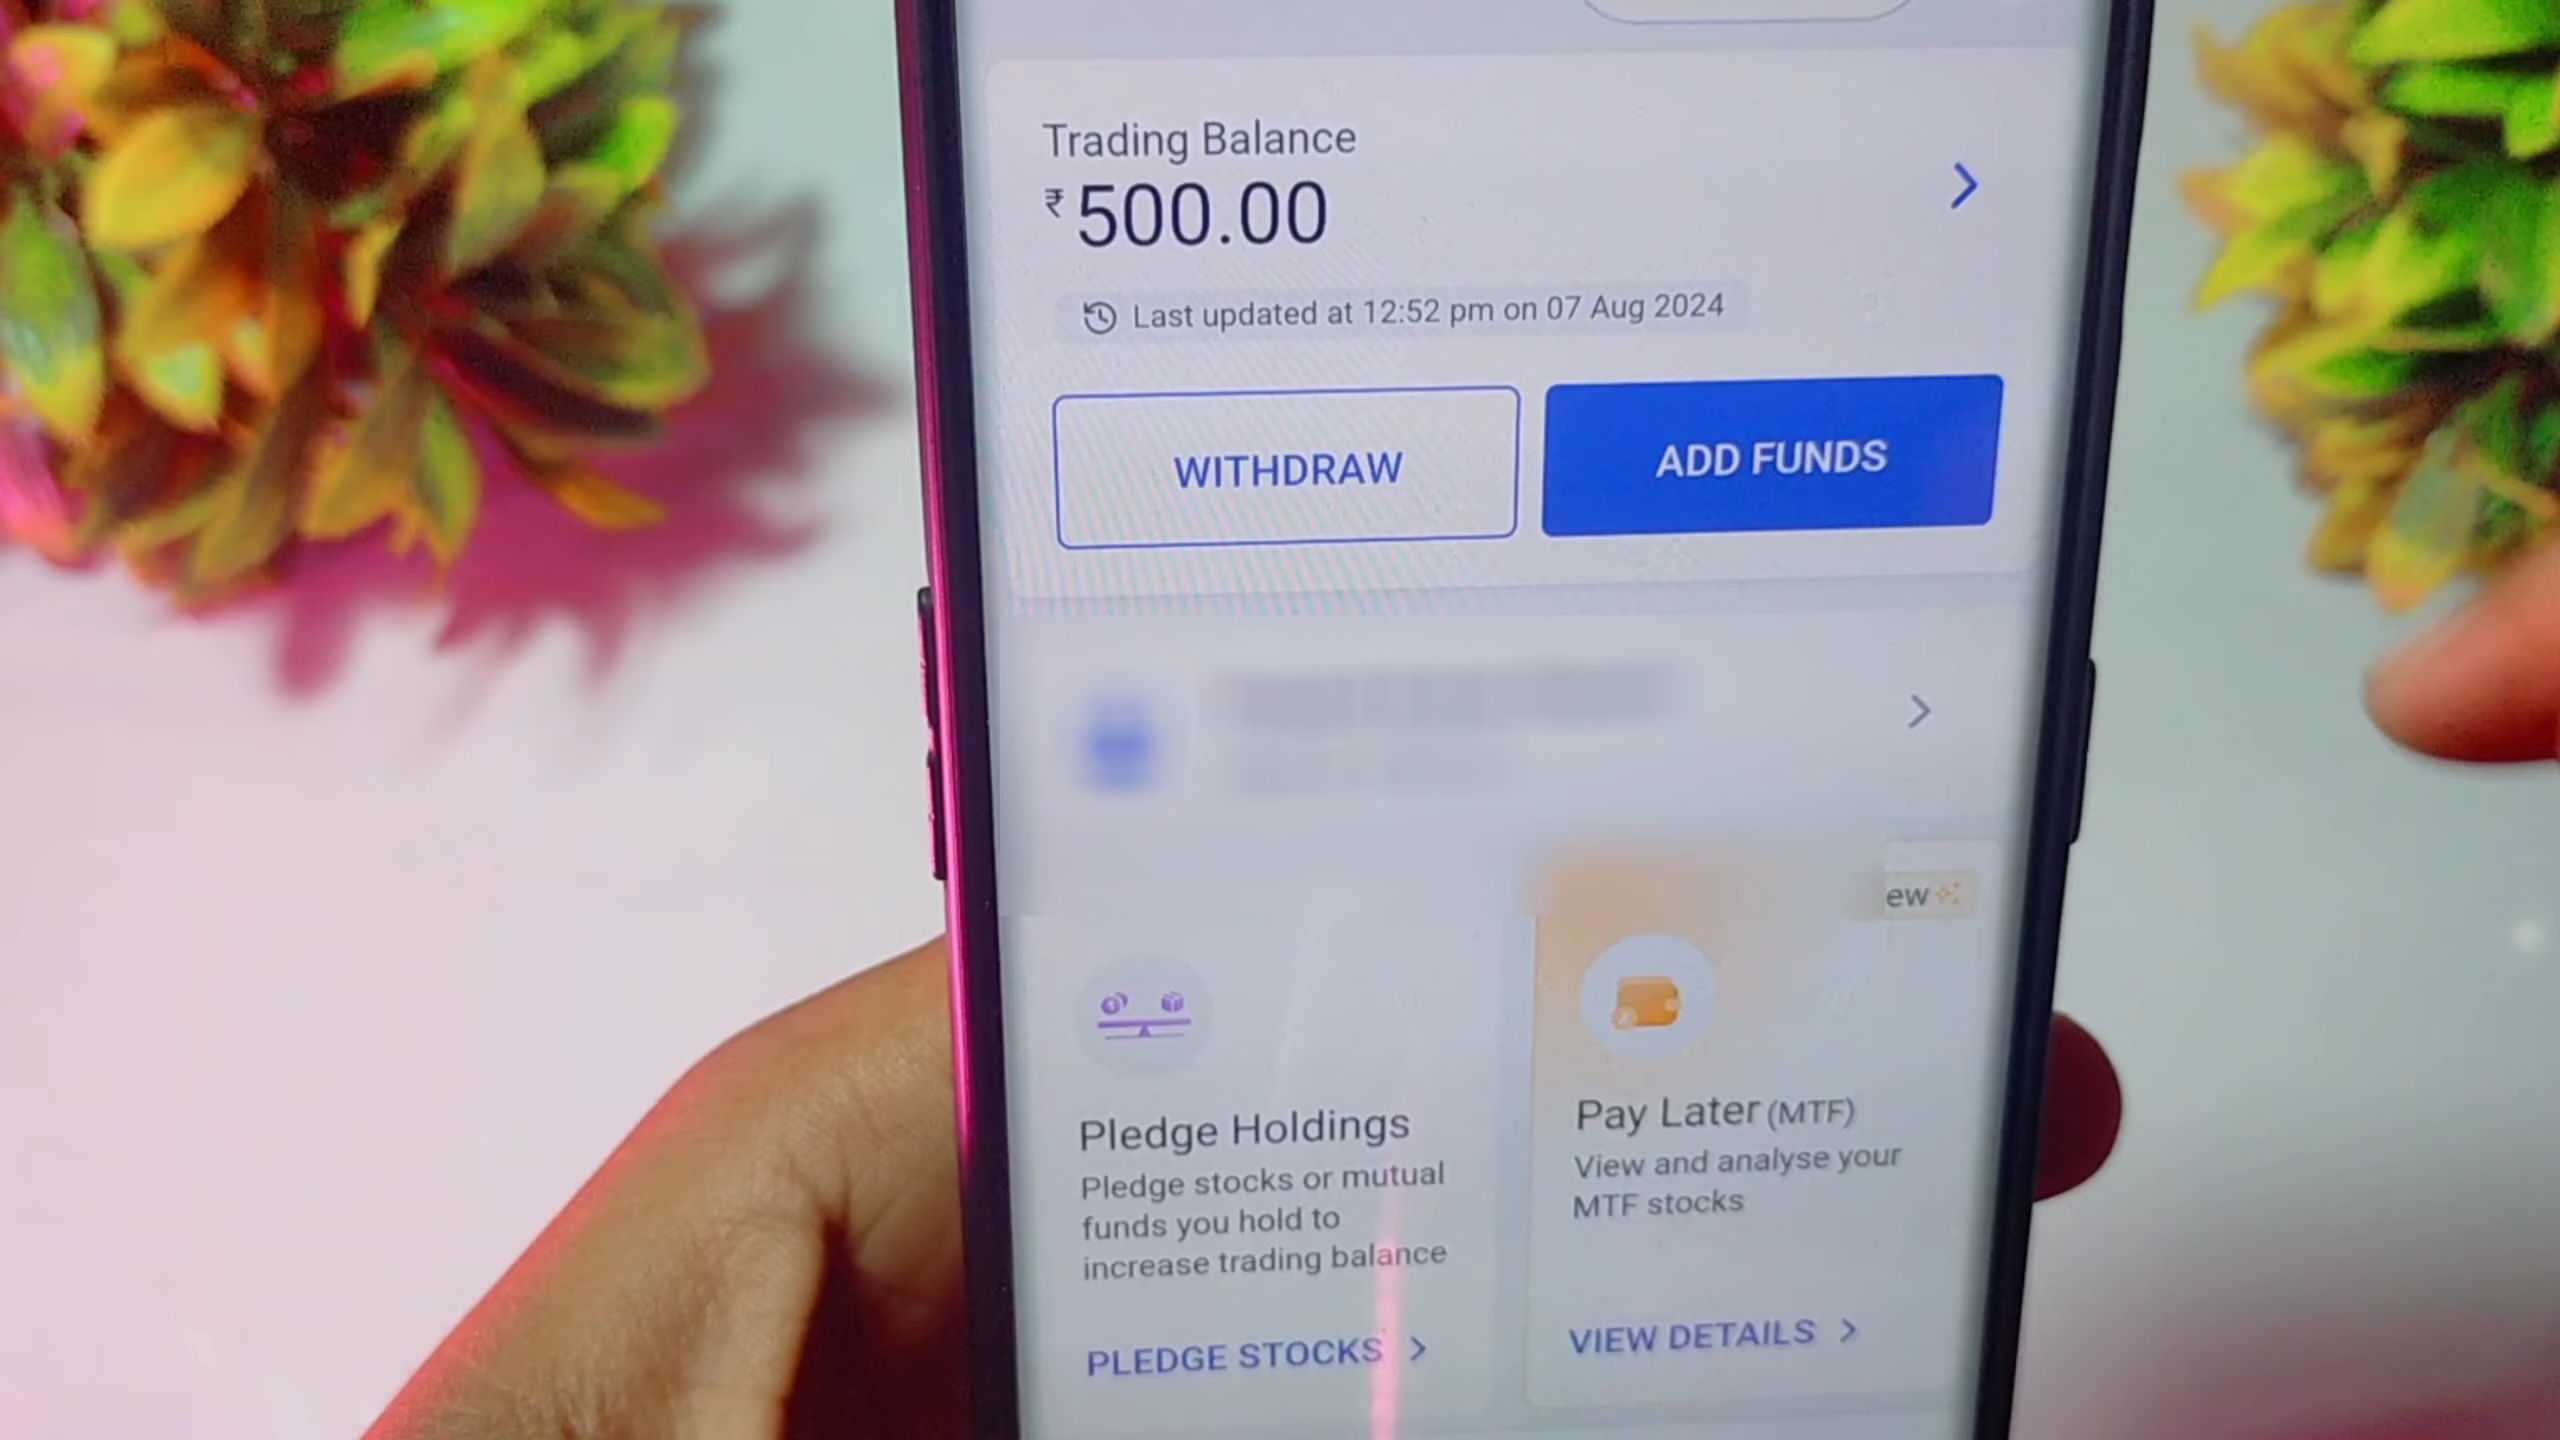 Trading Balance
₹500.00
Last updated at 12:52 pm on 07 Aug 2024
WITHDRAW
ADD FUNDS
ew
Pledge Holdings
Pledge stocks or mutual
funds you hold to
increase trading balance
PLEDGE STOCKS >
Pay Later (MTF)
View and analyse your
MTF stocks
VIEW DETAILS >